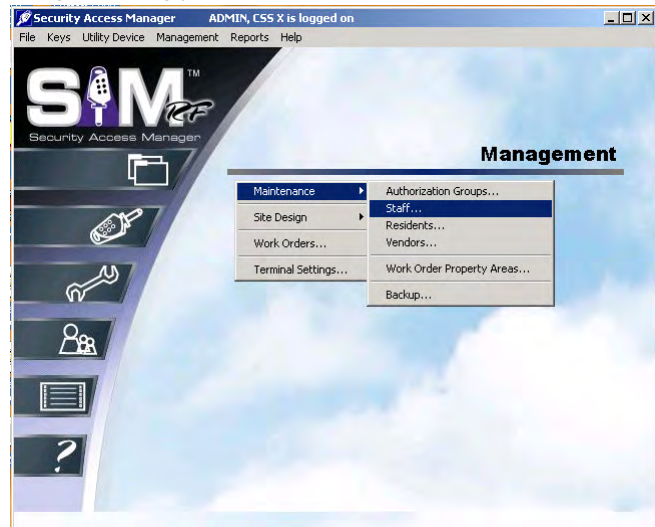 Security Access Manager ADMIN, CSS X is logged on
File Keys Utility Device Management Reports Help
SAM TM
RF
Security Access Manager
Management
Maintenance
Site Design
Work Orders...
Terminal Settings...
Authorization Groups...
Staff...
Residents...
Vendors...
Work Order Property Areas...
Backup...
?